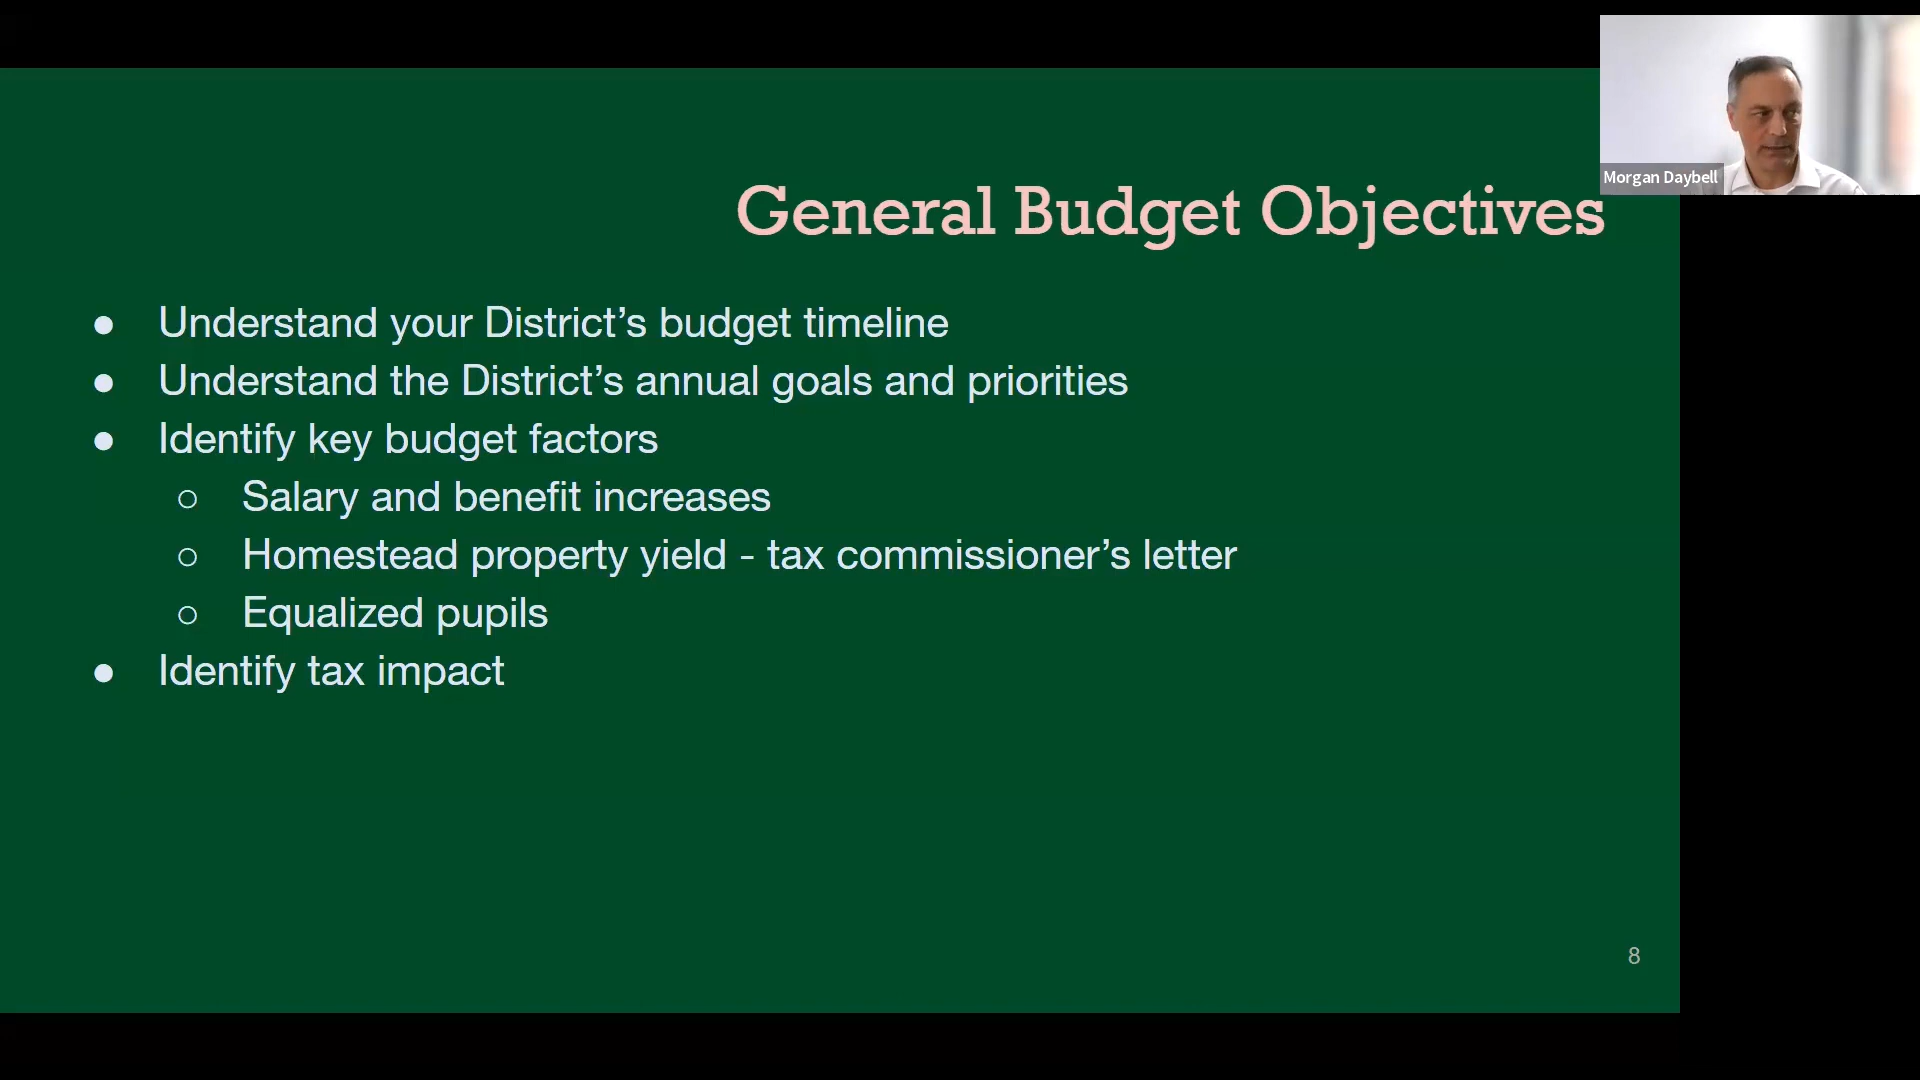 Morgan Daybell
General Budget Objectives
● Understand your District’s budget timeline
● Understand the District’s annual goals and priorities
● Identify key budget factors
○ Salary and benefit increases
○ Homestead property yield - tax commissioner’s letter
○ Equalized pupils
● Identify tax impact
8